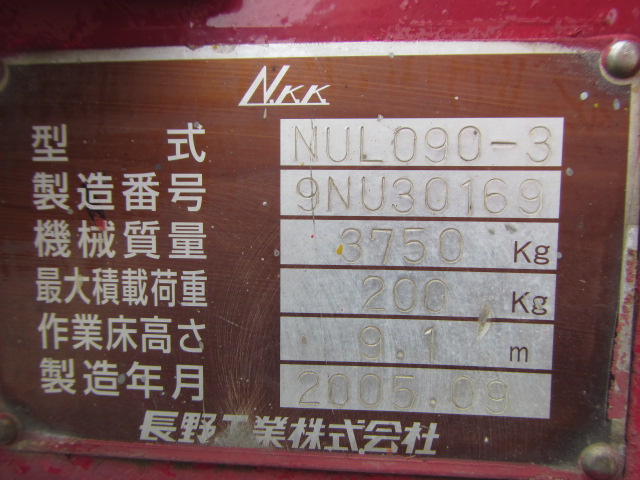 N.K.K.
型式 NUL090-3
製造番号 9NU30169
機械質量 3750 Kg
最大積載荷重 200 Kg
作業床高さ 9.1 m
製造年月 2005.09
長野工業株式会社